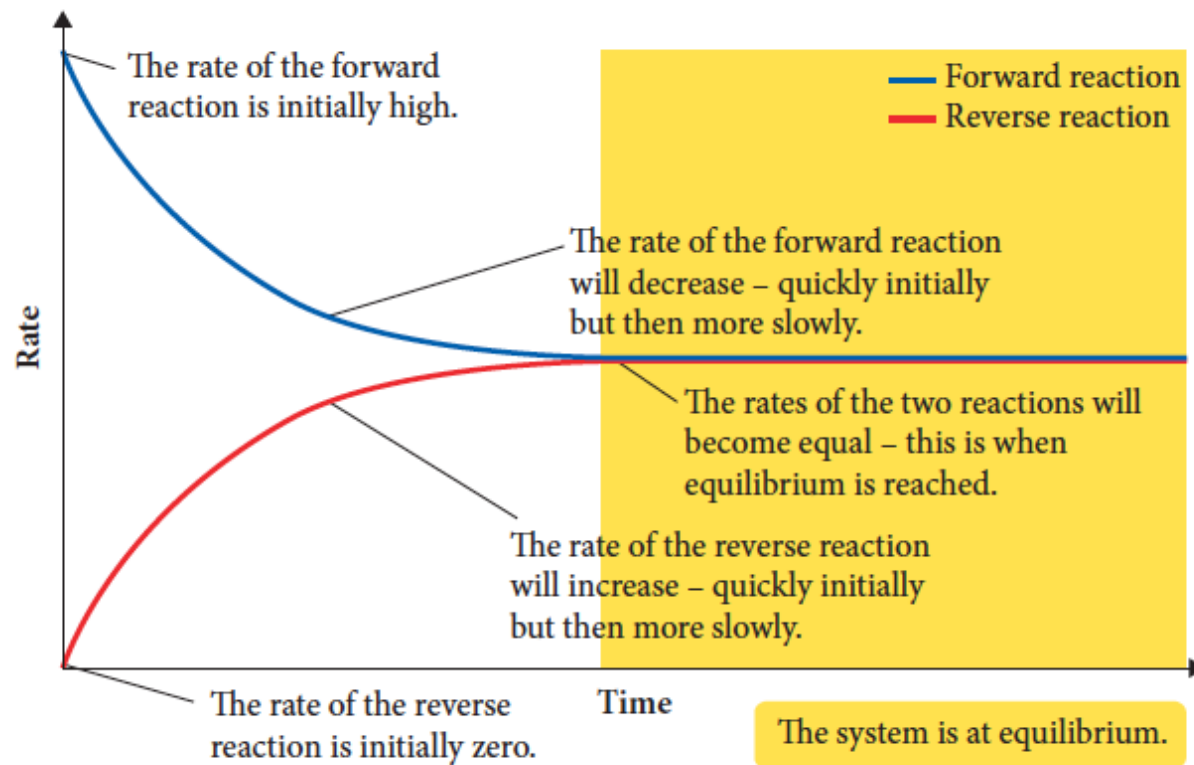 The rate of the forward
reaction is initially high.
Forward reaction
Reverse reaction
The rate of the forward reaction
will decrease – quickly initially
but then more slowly.
Rate
The rates of the two reactions will
become equal – this is when
equilibrium is reached.
The rate of the reverse reaction
will increase – quickly initially
but then more slowly.
The rate of the reverse
reaction is initially zero.
Time
The system is at equilibrium.